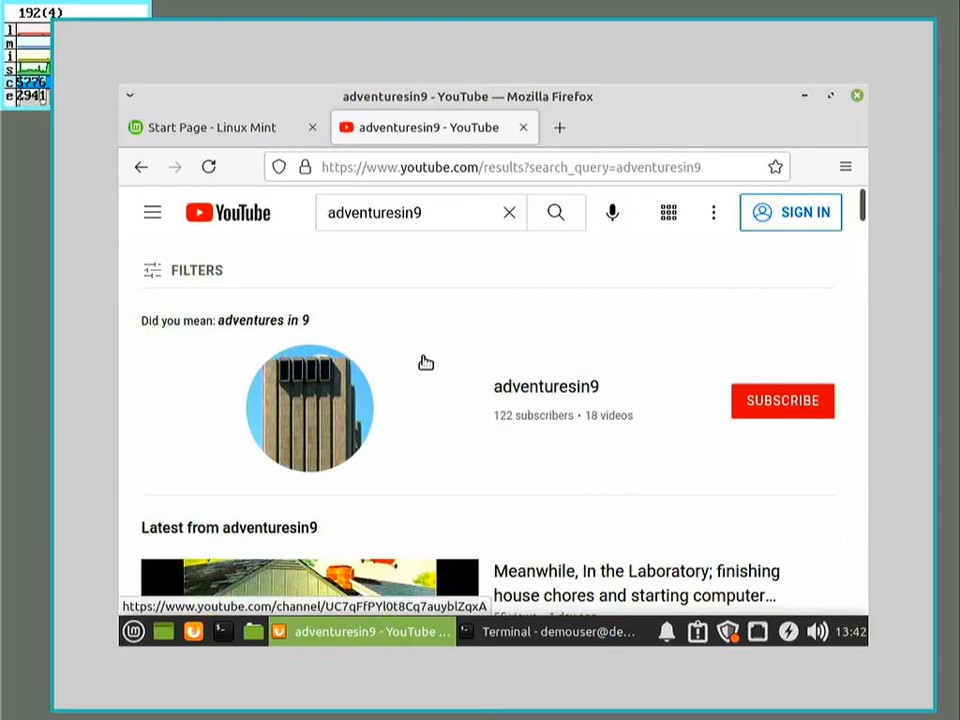 192(4)
l
m
i
s
c 5776
e 2941
adventuresin9 - YouTube — Mozilla Firefox
Start Page - Linux Mint
adventuresin9 - YouTube
https://www.youtube.com/results?search_query=adventuresin9
YouTube
adventuresin9
SIGN IN
FILTERS
Did you mean: adventures in 9
adventuresin9
122 subscribers • 18 videos
SUBSCRIBE
Latest from adventuresin9
Meanwhile, In the Laboratory; finishing
house chores and starting computer...
https://www.youtube.com/channel/UC7qFfPYl0t8Cq7auyblZqxA
adventuresin9 - YouTube ...
Terminal - demouser@de...
13:42